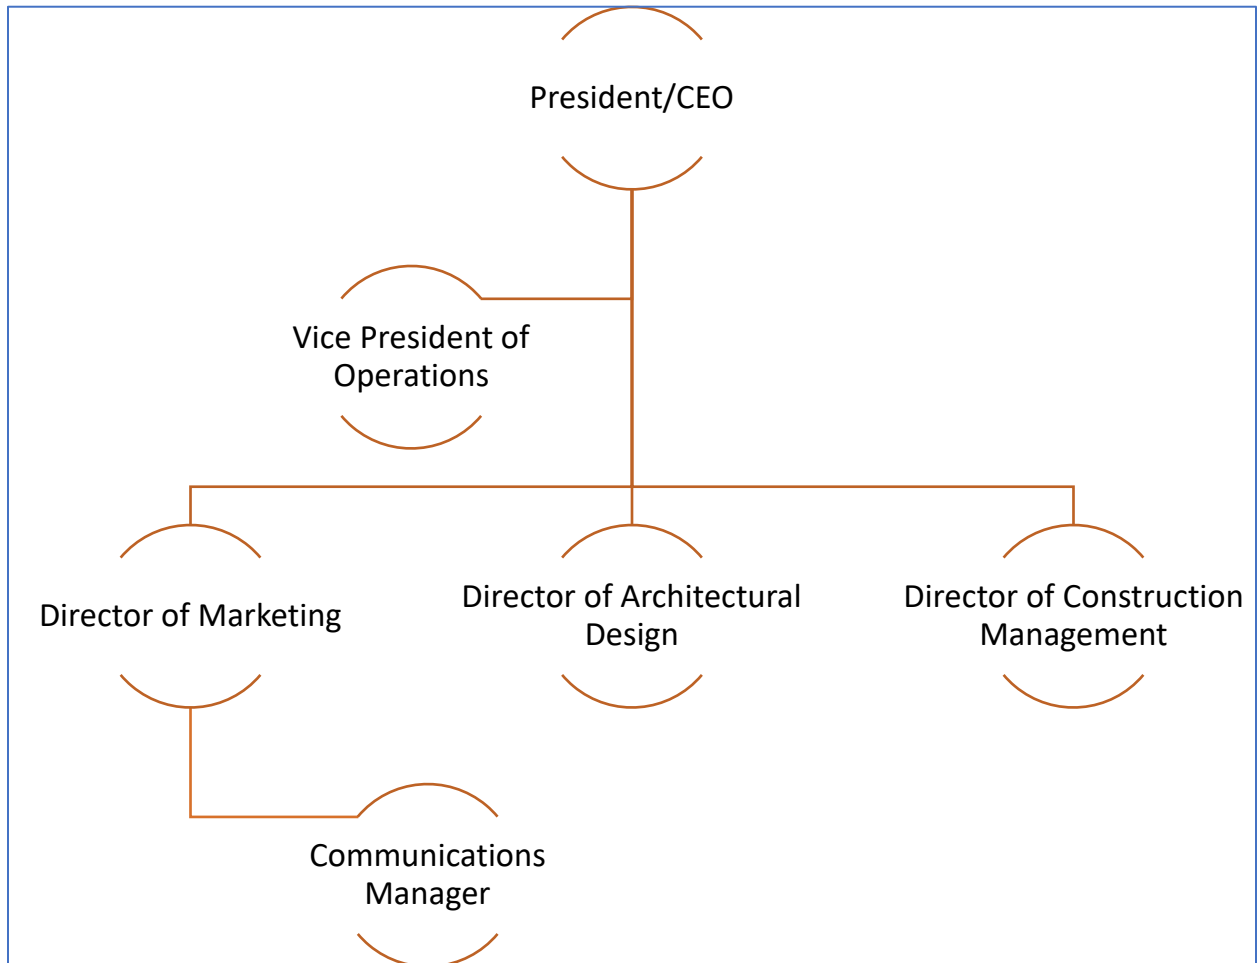 President/CEO
Vice President of
Operations
Director of Marketing
Director of Architectural
Design
Director of Construction
Management
Communications
Manager